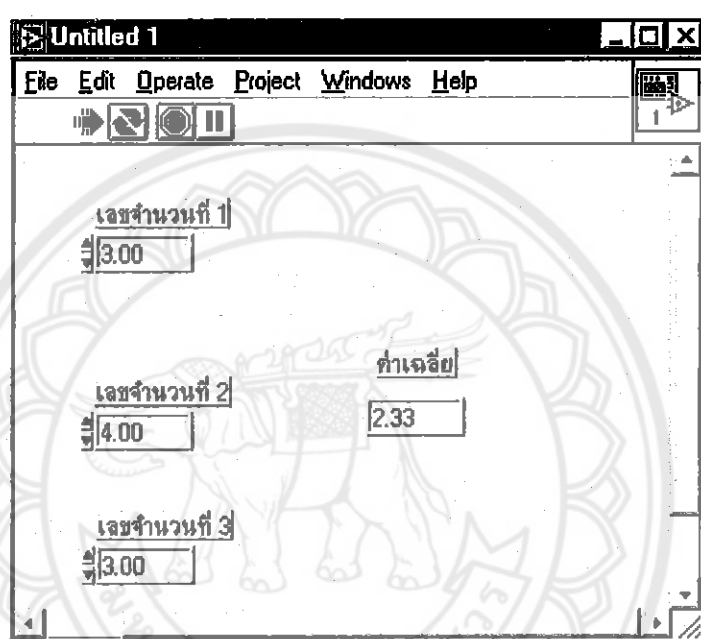 Untitled 1
File Edit Operate Project Windows Help
1
เลขจำนวนที่ 1
3.00
ค่าเฉลี่ย
เลขจำนวนที่ 2
2.33
4.00
เลขจำนวนที่ 3
3.00